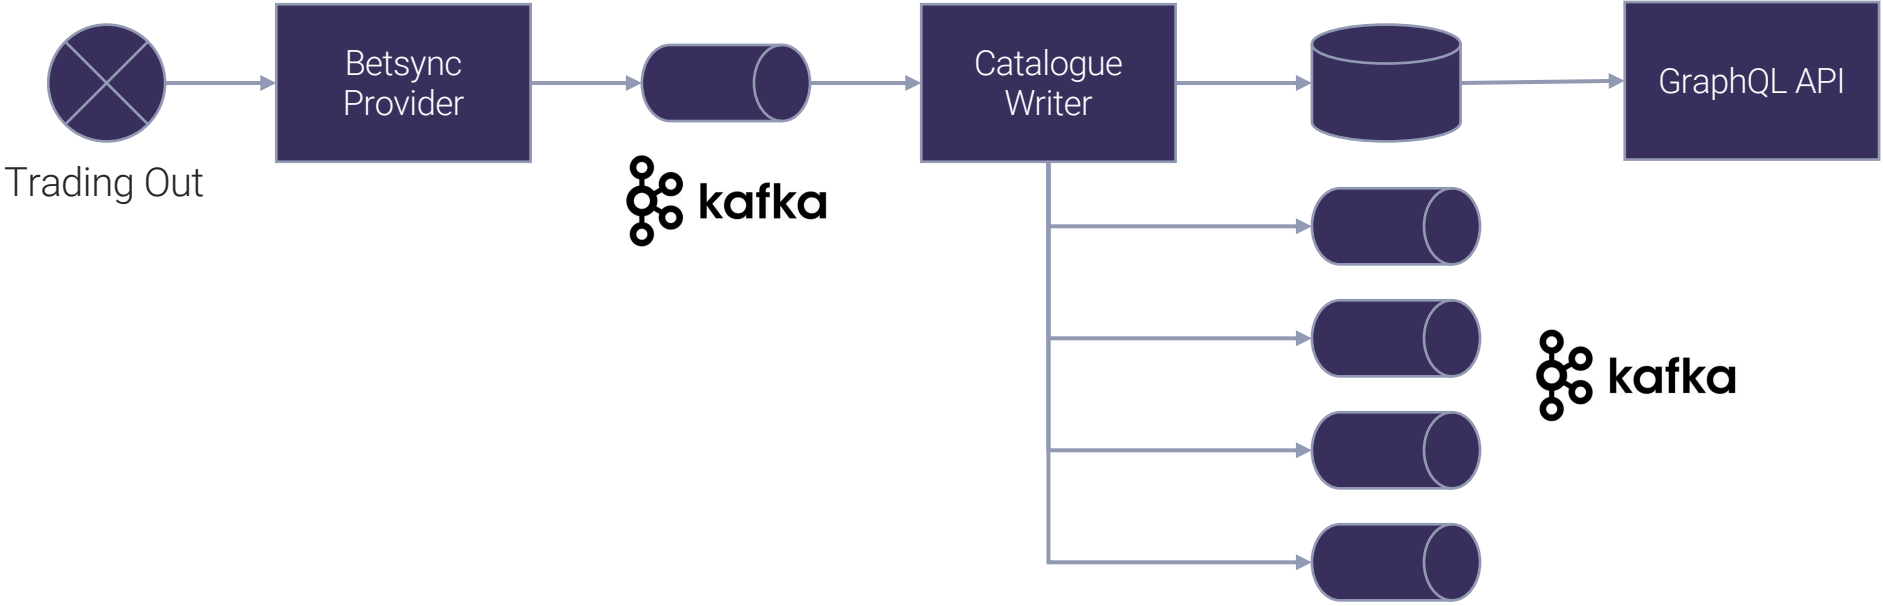 Betsync
Provider
Catalogue
Writer
GraphQL API
Trading Out
kafka
kafka